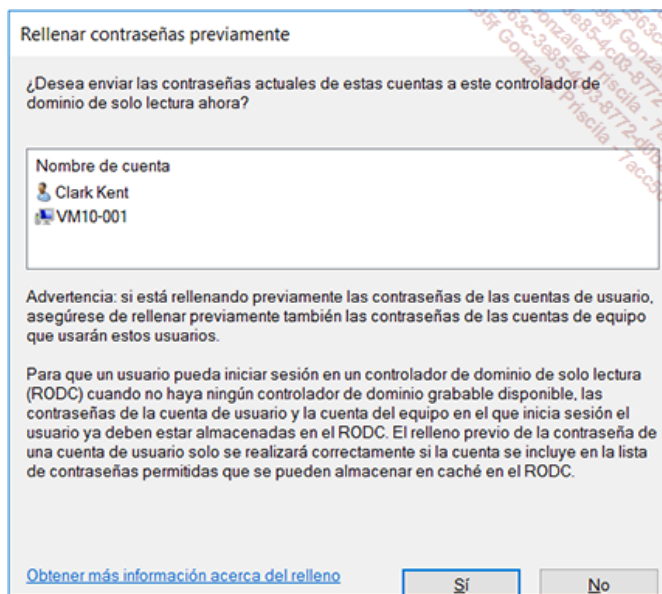 Rellenar contraseñas previamente
¿Desea enviar las contraseñas actuales de estas cuentas a este controlador de
dominio de solo lectura ahora?
Nombre de cuenta
Clark Kent
VM10-001
Advertencia: si está rellenando previamente las contraseñas de las cuentas de usuario,
asegúrese de rellenar previamente también las contraseñas de las cuentas de equipo
que usarán estos usuarios.
Para que un usuario pueda iniciar sesión en un controlador de dominio de solo lectura
(RODC) cuando no haya ningún controlador de dominio grabable disponible, las
contraseñas de la cuenta de usuario y la cuenta del equipo en el que inicia sesión el
usuario ya deben estar almacenadas en el RODC. El relleno previo de la contraseña de
una cuenta de usuario solo se realizará correctamente si la cuenta se incluye en la lista
de contraseñas permitidas que se pueden almacenar en caché en el RODC.
Obtener más información acerca del relleno
Sí
No